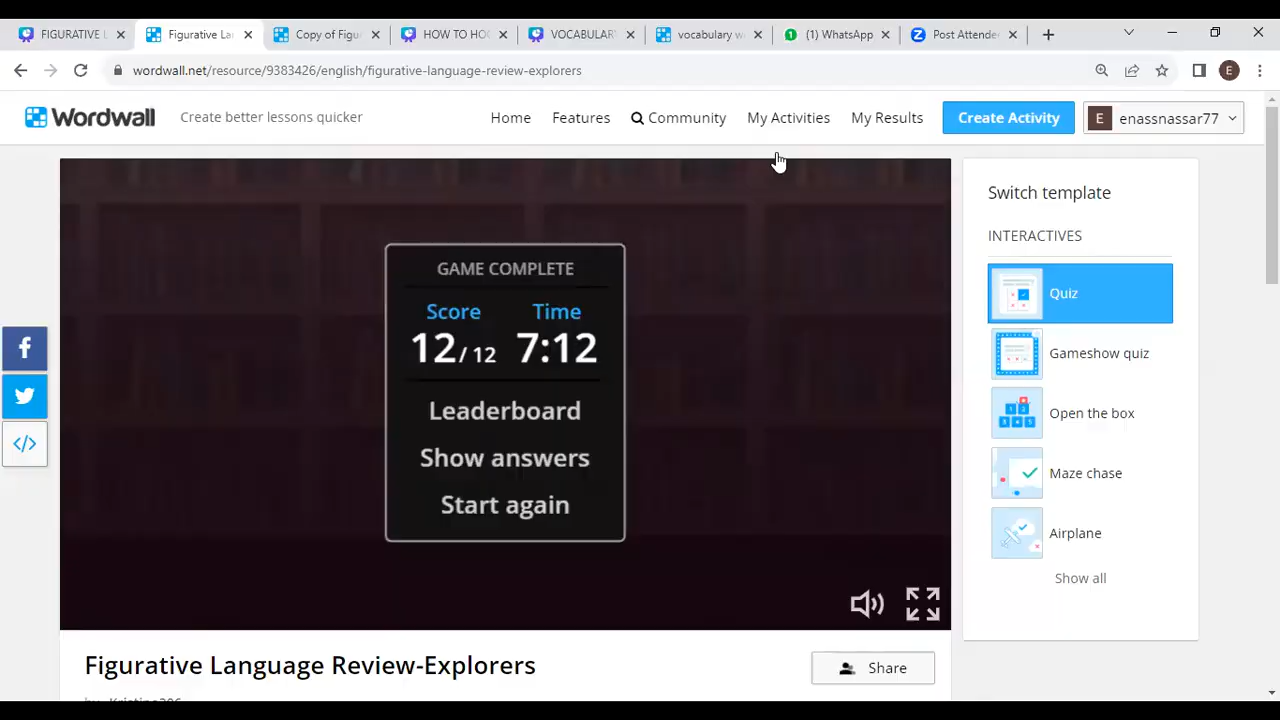 FIGURATIVE L
Figurative La
Copy of Figu
HOW TO HO
VOCABULAR
vocabulary w
(1) WhatsApp
Post Attende
wordwall.net/resource/9383426/english/figurative-language-review-explorers
E
Wordwall
Create better lessons quicker
Home
Features
Community
My Activities
My Results
Create Activity
E
enassnassar77
GAME COMPLETE
Score
Time
12/12
7:12
Leaderboard
Show answers
Start again
Switch template
INTERACTIVES
Quiz
Gameshow quiz
Open the box
Maze chase
Airplane
Show all
Figurative Language Review-Explorers
Share